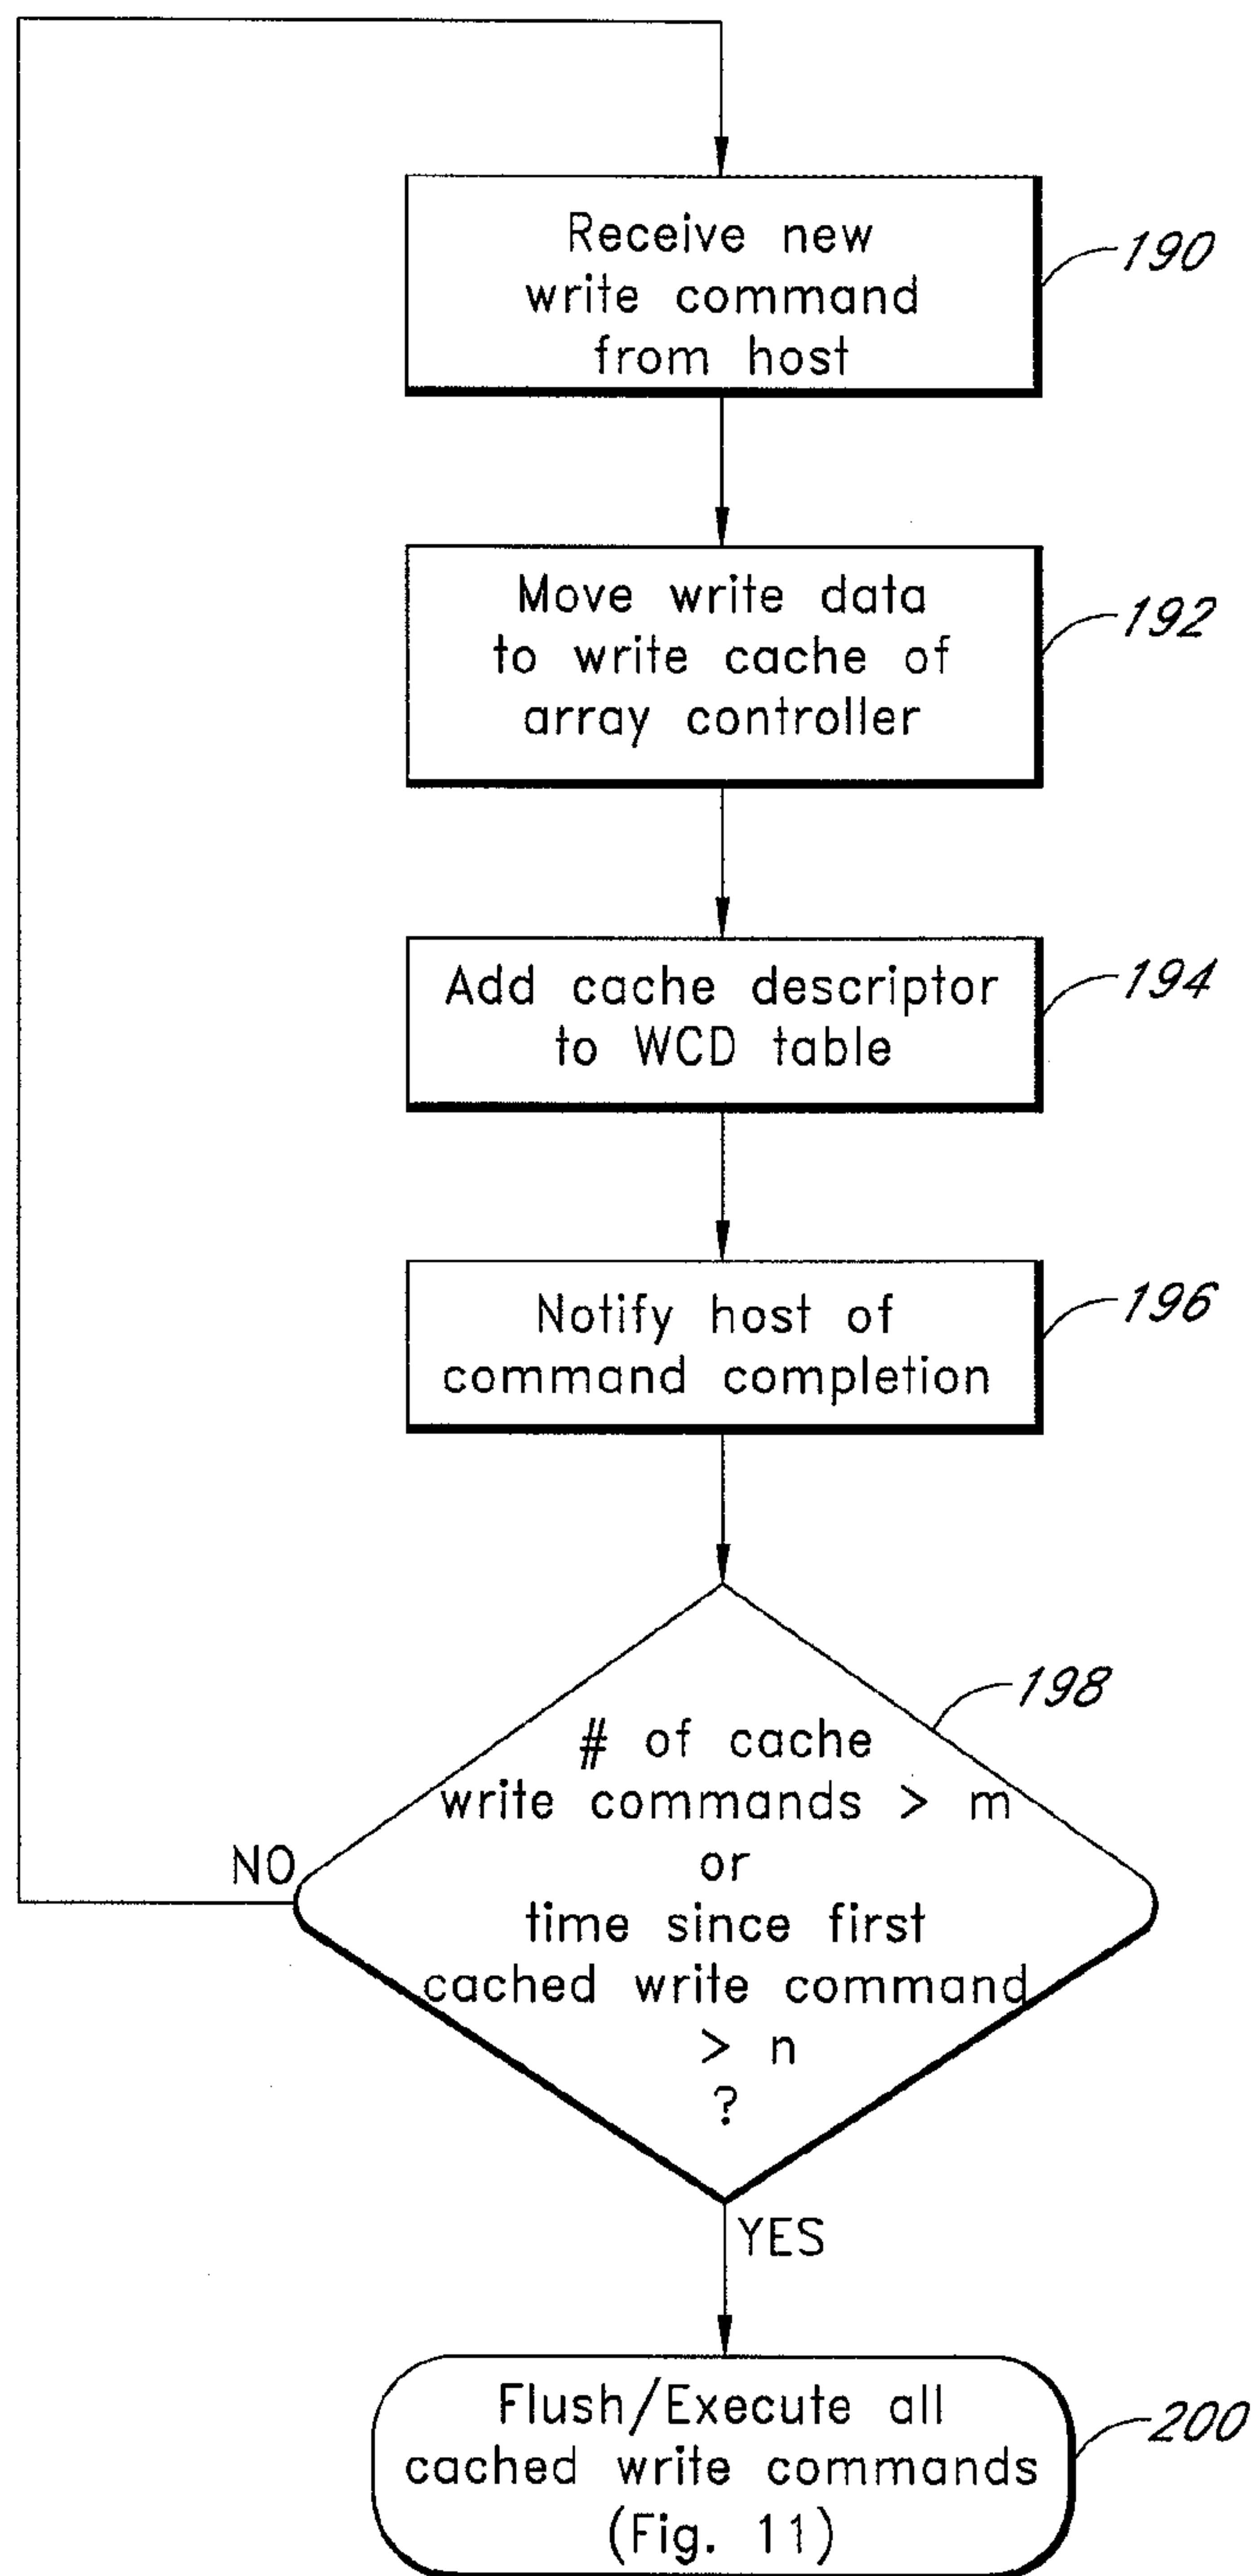 Receive new
write command
from host
190
Move write data
to write cache of
array controller
192
Add cache descriptor
to WCD table
194
Notify host of
command completion
196
# of cache
write commands > m
or
time since first
cached write command
> n
?
198
NO
YES
Flush/Execute all
cached write commands
(Fig. 11)
200